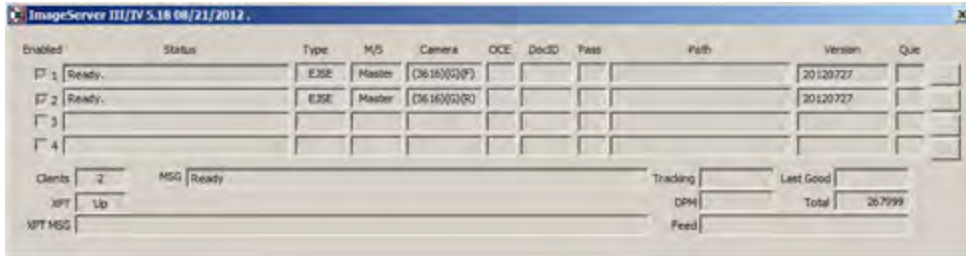 ImageServer III/IV 5.18 08/21/2012 .
Enabled Status Type M/S Camera OCE DocID Pass Path Version Que
1 Ready. EJSE Master (3616)(G)(F) 20120727
2 Ready. EJSE Master (3616)(G)(R) 20120727
3
4
Clients 2 MSG Ready Tracking Last Good
XPT Up DPM Total 267999
XPT MSG Feed